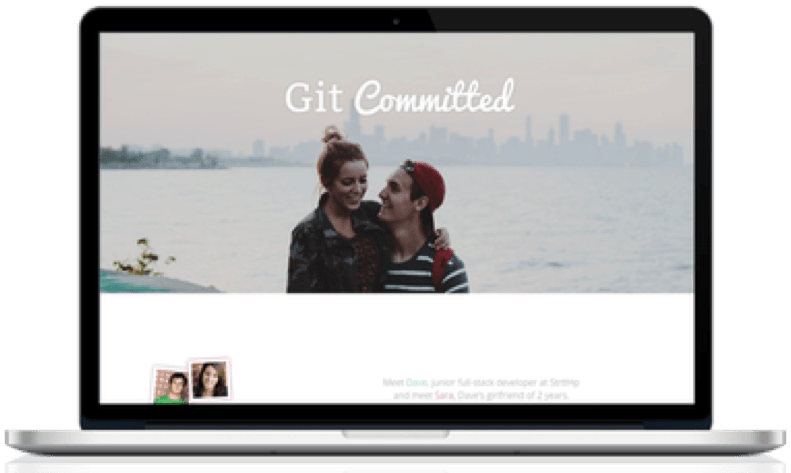 Git Committed
Meet Dave, junior full-stack developer at
and meet Sara, Dave's girlfriend of 2 years.